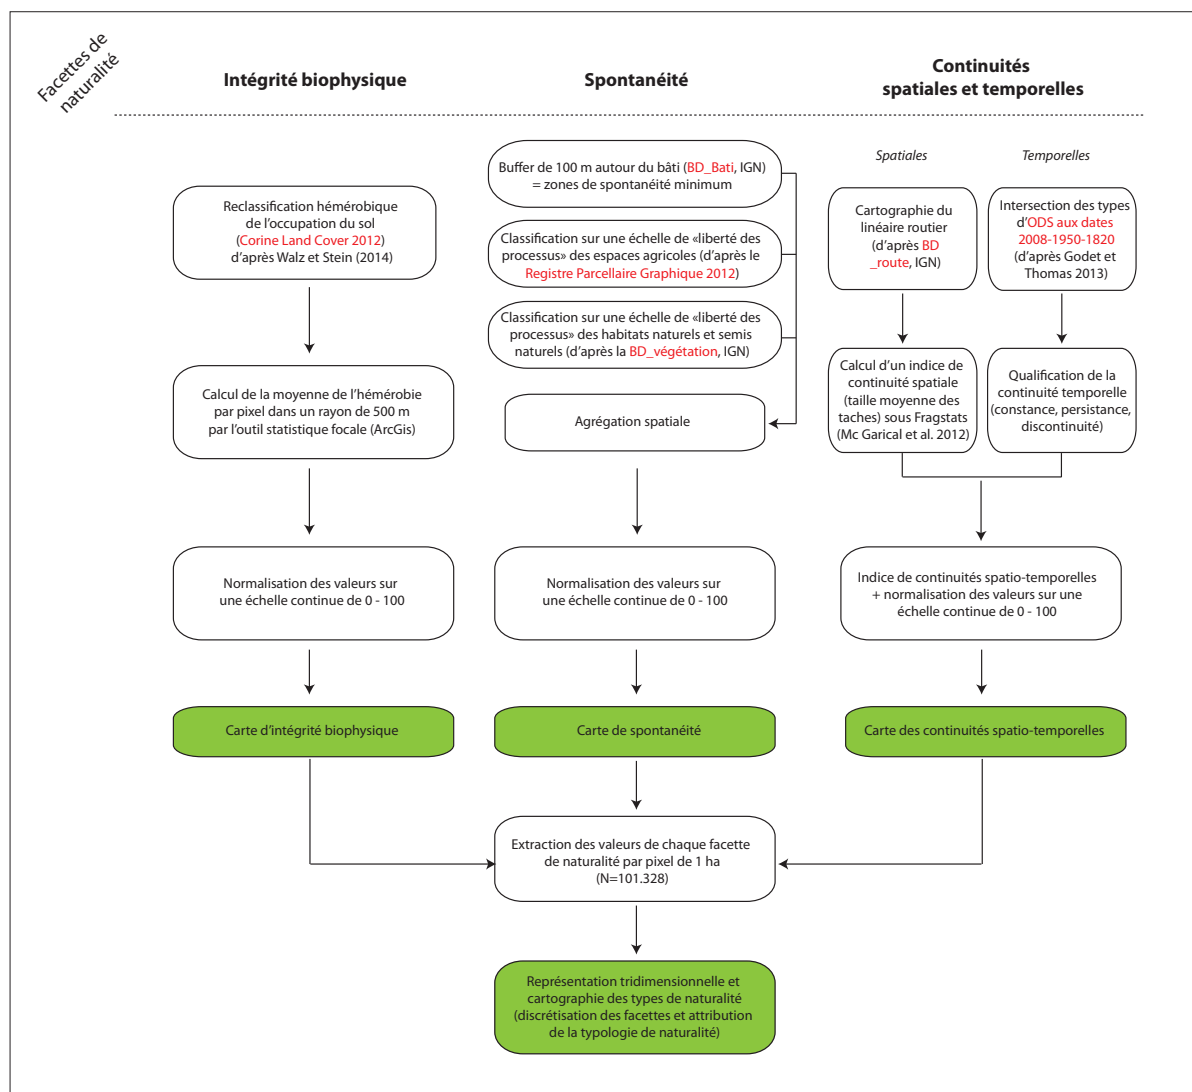 Facettes de
naturalité
Intégrité biophysique
Spontanéité
Continuités
spatiales et temporelles
Reclassification hémérobique
de l'occupation du sol
(Corine Land Cover 2012)
d'après Walz et Stein (2014)
Calcul de la moyenne de l'hémérobie
par pixel dans un rayon de 500 m
par l'outil statistique focale (ArcGis)
Normalisation des valeurs sur
une échelle continue de 0 - 100
Carte d'intégrité biophysique
Buffer de 100 m autour du bâti (BD_Bati, IGN)
= zones de spontanéité minimum
Classification sur une échelle de «liberté des
processus» des espaces agricoles (d'après le
Registre Parcellaire Graphique 2012)
Classification sur une échelle de «liberté des
processus» des habitats naturels et semis
naturels (d'après la BD_végétation, IGN)
Agrégation spatiale
Normalisation des valeurs sur
une échelle continue de 0 - 100
Carte de spontanéité
Spatiales
Cartographie du
linéaire routier
(d'après BD
_route, IGN)
Calcul d'un indice de
continuité spatiale
(taille moyenne des
taches) sous Fragstats
(Mc Garical et al. 2012)
Temporelles
Intersection des types
d'ODS aux dates
2008-1950-1820
(d'après Godet et
Thomas 2013)
Qualification de la
continuité temporelle
(constance, persistance,
discontinuité)
Indice de continuités spatio-temporelles
+ normalisation des valeurs sur une
échelle continue de 0 - 100
Carte des continuités spatio-temporelles
Extraction des valeurs de chaque facette
de naturalité par pixel de 1 ha
(N=101.328)
Représentation tridimensionnelle et
cartographie des types de naturalité
(discrétisation des facettes et attribution
de la typologie de naturalité)